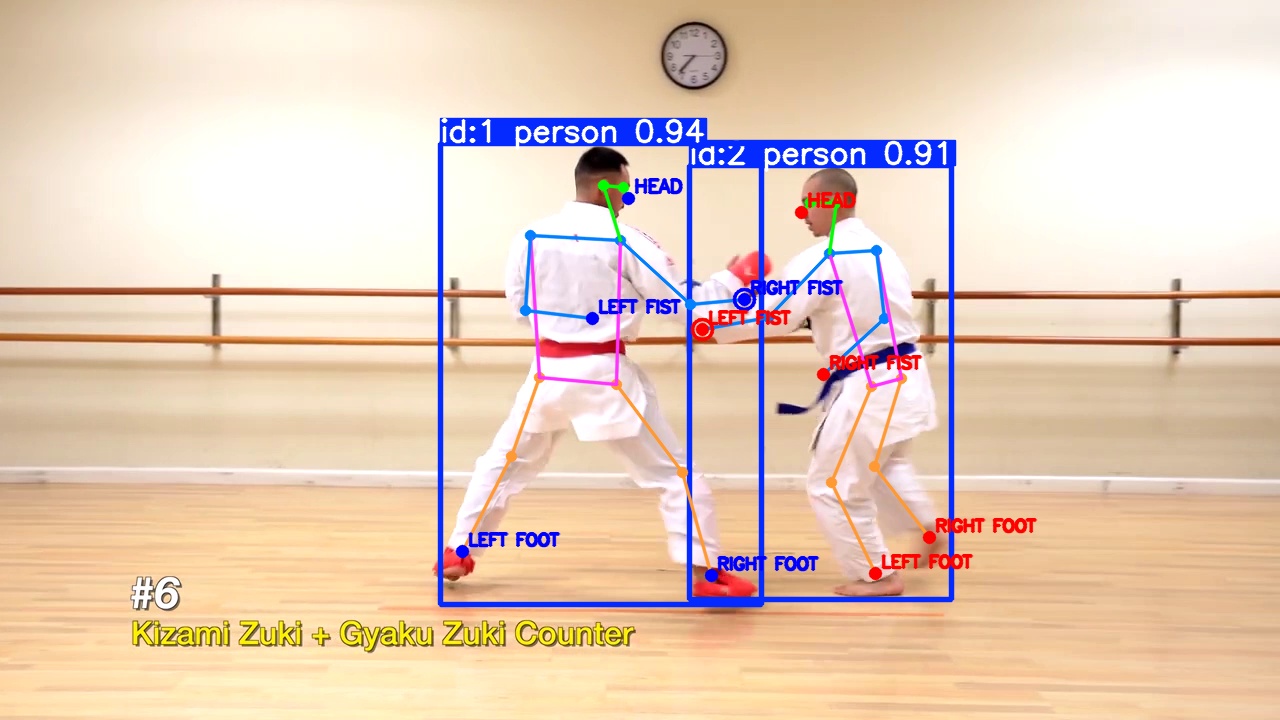 id:1 person 0.94
id:2 person 0.91
HEAD
HEAD
RIGHT FIST
LEFT FIST
LEFT FIST
RIGHT FIST
RIGHT FOOT
LEFT FOOT
LEFT FOOT
RIGHT FOOT
#6
Kizami Zuki + Gyaku Zuki Counter